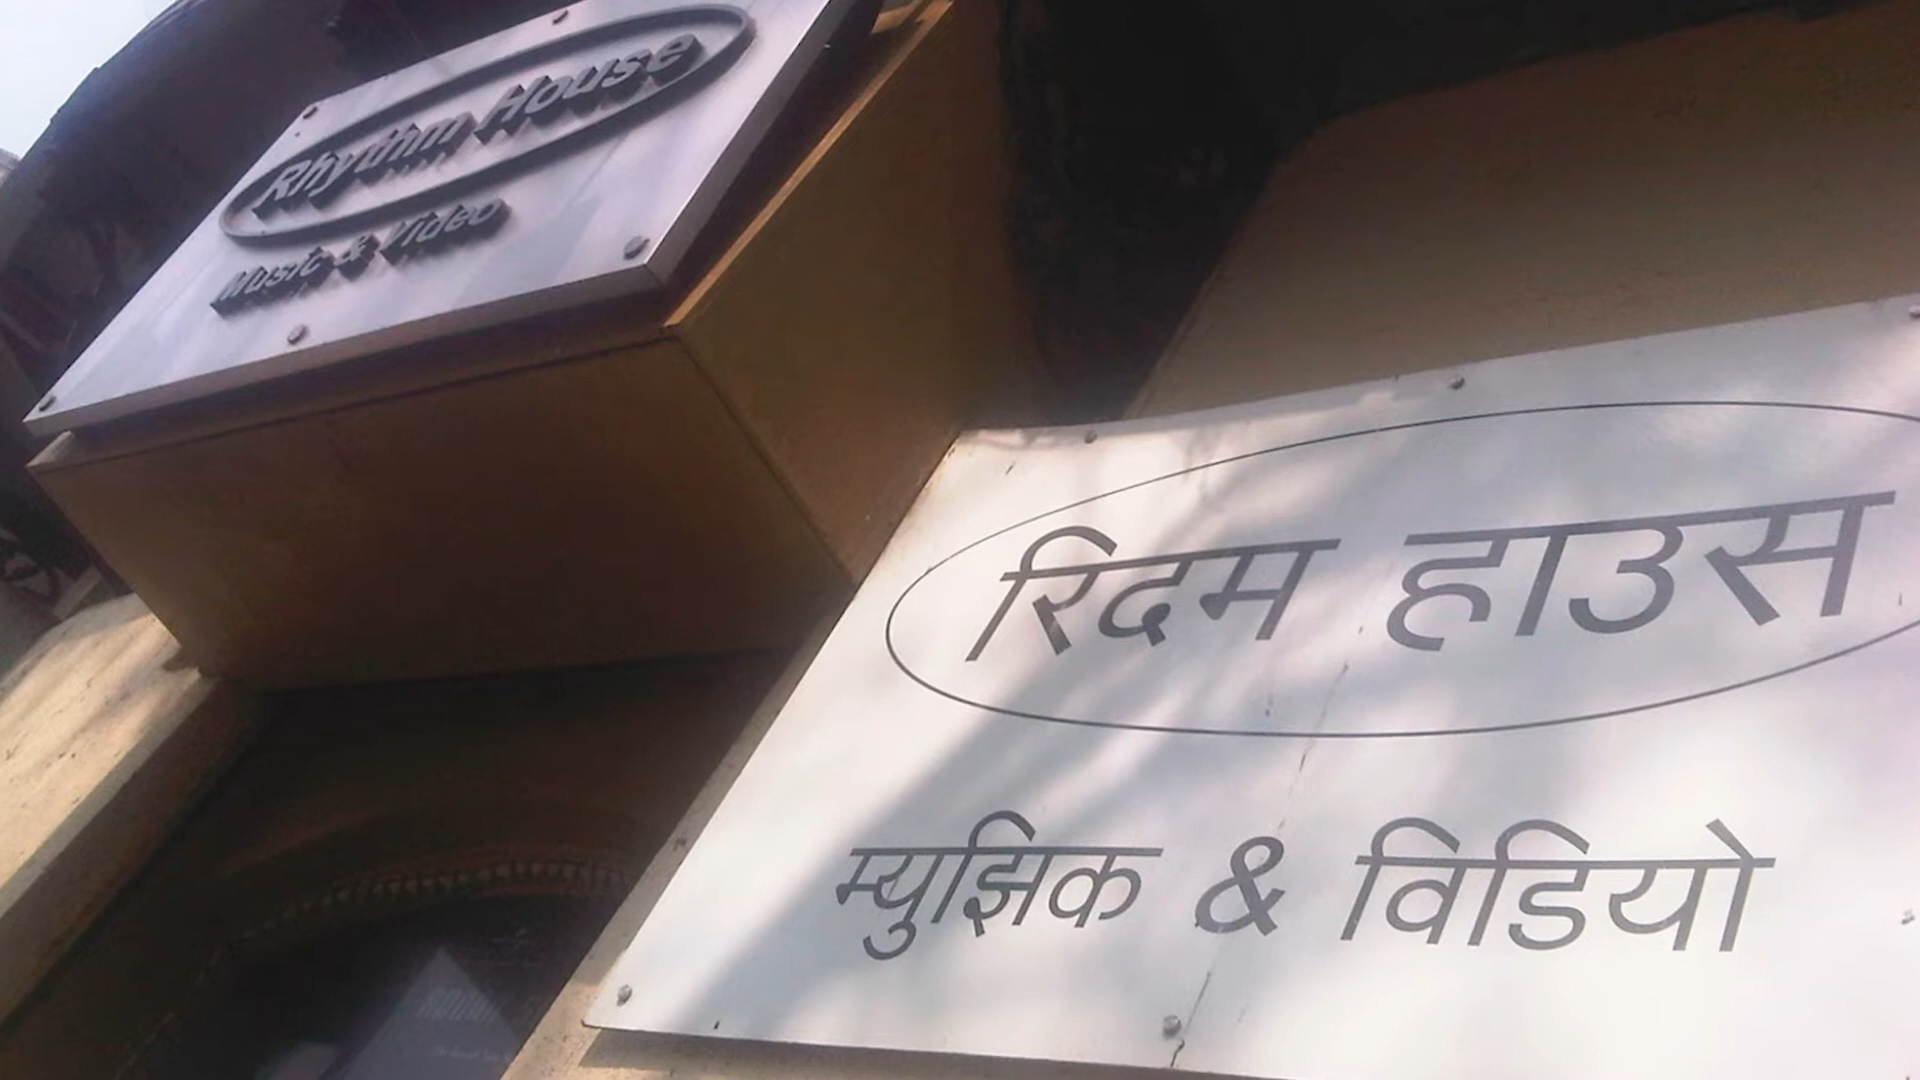 Rhythm House
Music & Video
रिदम हाउस
म्युझिक & विडियो